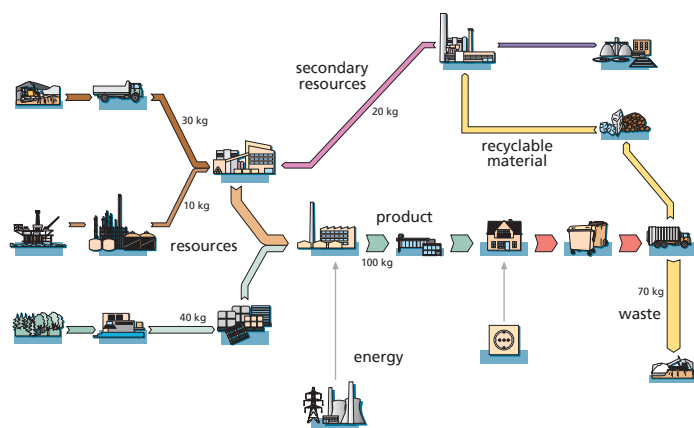 secondary
resources
20 kg
30 kg
recyclable
material
10 kg
resources
product
100 kg
40 kg
70 kg
waste
energy